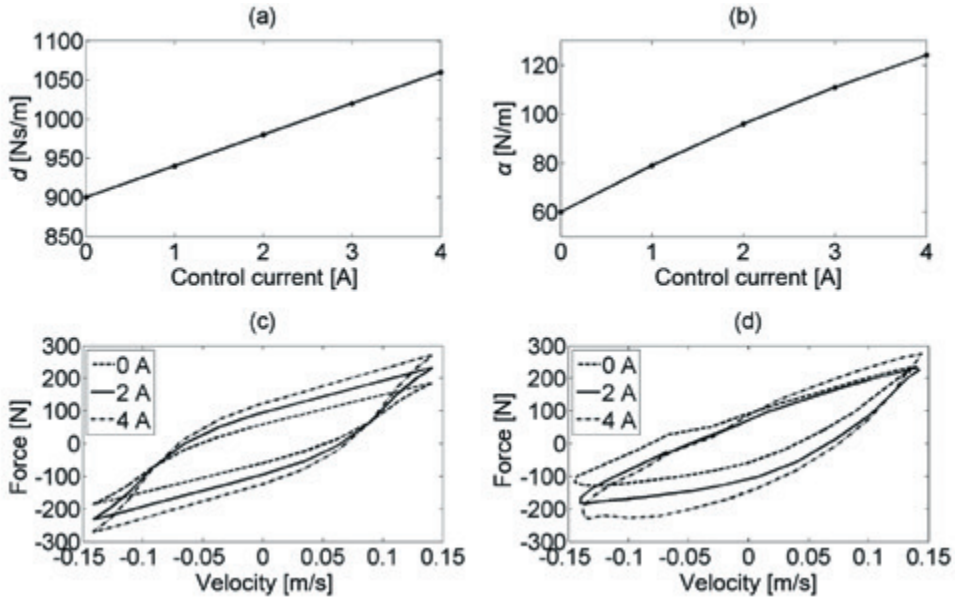 (a)
1100
1050
1000
950
900
850
d [Ns/m]
0 1 2 3 4
Control current [A]
(b)
120
100
80
60
α [N/m]
0 1 2 3 4
Control current [A]
(c)
300
200
100
0
-100
-200
-300
Force [N]
0 A
2 A
4 A
-0.15 -0.1 -0.05 0 0.05 0.1 0.15
Velocity [m/s]
(d)
300
200
100
0
-100
-200
-300
Force [N]
0 A
2 A
4 A
-0.15 -0.1 -0.05 0 0.05 0.1 0.15
Velocity [m/s]